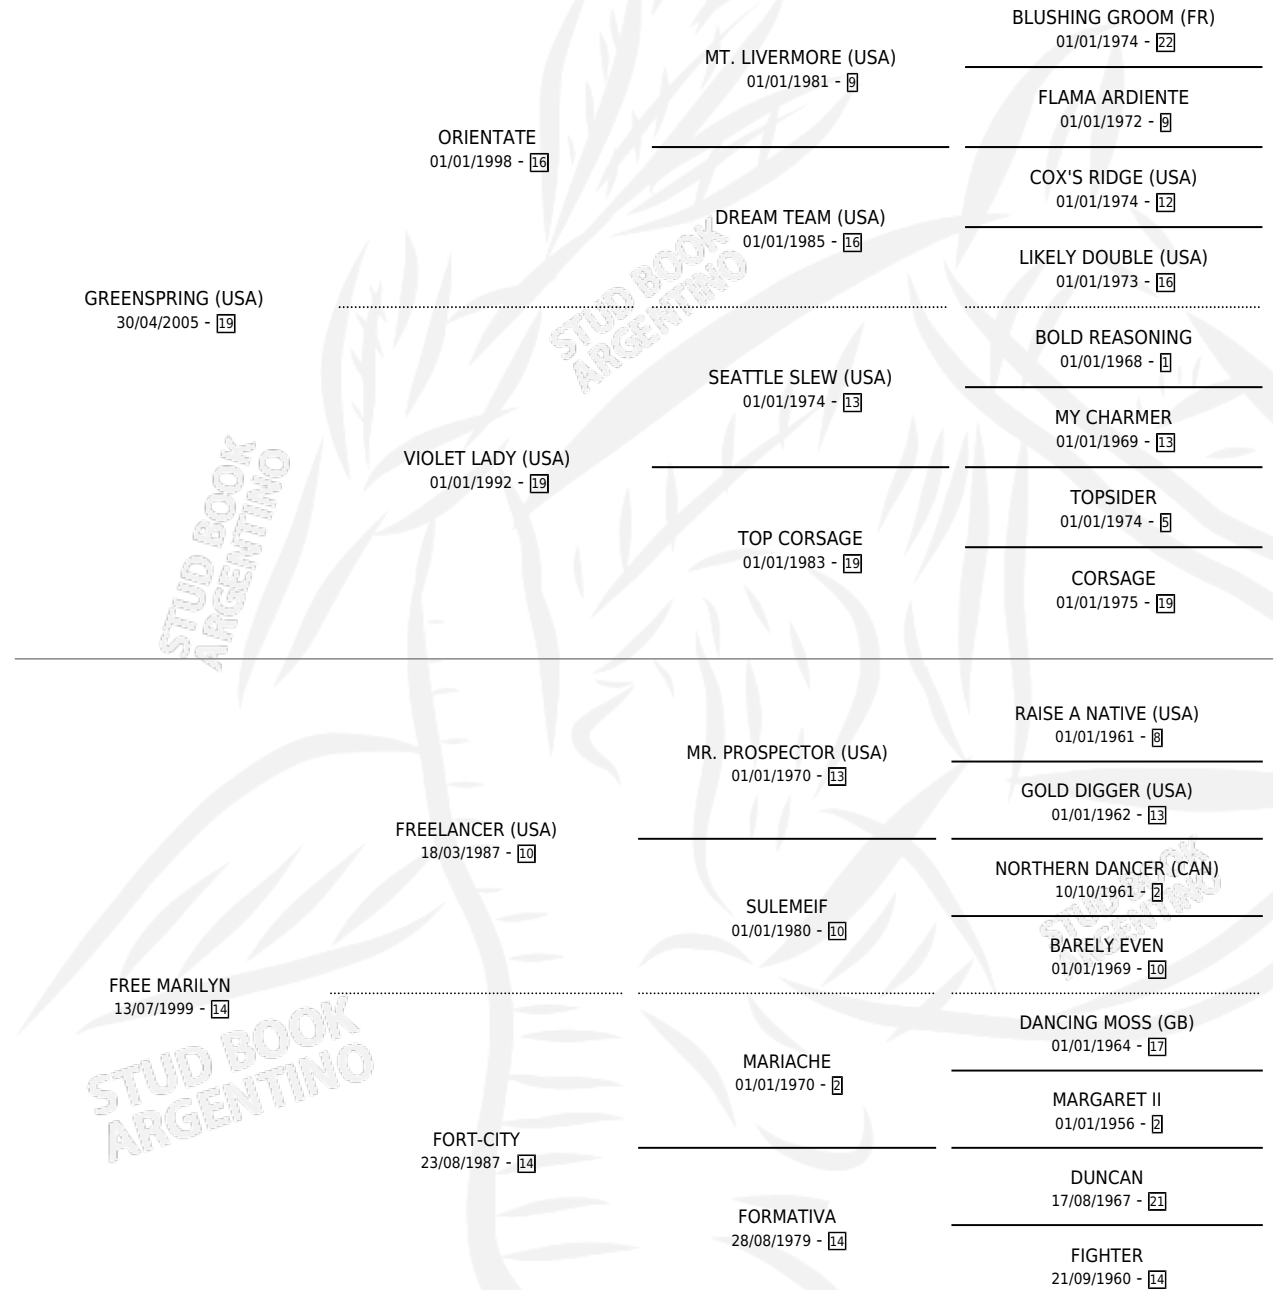 BLUSHING GROOM (FR)
01/01/1974 - 22
MT. LIVERMORE (USA)
01/01/1981 - 9
FLAMA ARDIENTE
01/01/1972 - 9
ORIENTATE
01/01/1998 - 16
COX'S RIDGE (USA)
01/01/1974 - 12
DREAM TEAM (USA)
01/01/1985 - 16
LIKELY DOUBLE (USA)
01/01/1973 - 16
GREENSPRING (USA)
30/04/2005 - 19
STUD BOOK
ARGENTINO
BOLD REASONING
01/01/1968 - 1
SEATTLE SLEW (USA)
01/01/1974 - 13
MY CHARMER
01/01/1969 - 13
VIOLET LADY (USA)
01/01/1992 - 19
TOPSIDER
01/01/1974 - 5
TOP CORSAGE
01/01/1983 - 19
CORSAGE
01/01/1975 - 19
STUD BOOK
ARGENTINO
RAISE A NATIVE (USA)
01/01/1961 - 8
MR. PROSPECTOR (USA)
01/01/1970 - 13
GOLD DIGGER (USA)
01/01/1962 - 13
FREELANCER (USA)
18/03/1987 - 10
NORTHERN DANCER (CAN)
10/10/1961 - 2
SULEMEIF
01/01/1980 - 10
BARELY EVEN
01/01/1969 - 10
STUD BOOK
ARGENTINO
FREE MARILYN
13/07/1999 - 14
DANCING MOSS (GB)
01/01/1964 - 17
MARIACHE
01/01/1970 - 2
MARGARET II
01/01/1956 - 2
STUD BOOK
ARGENTINO
FORT-CITY
23/08/1987 - 14
DUNCAN
17/08/1967 - 21
FORMATIVA
28/08/1979 - 14
FIGHTER
21/09/1960 - 14